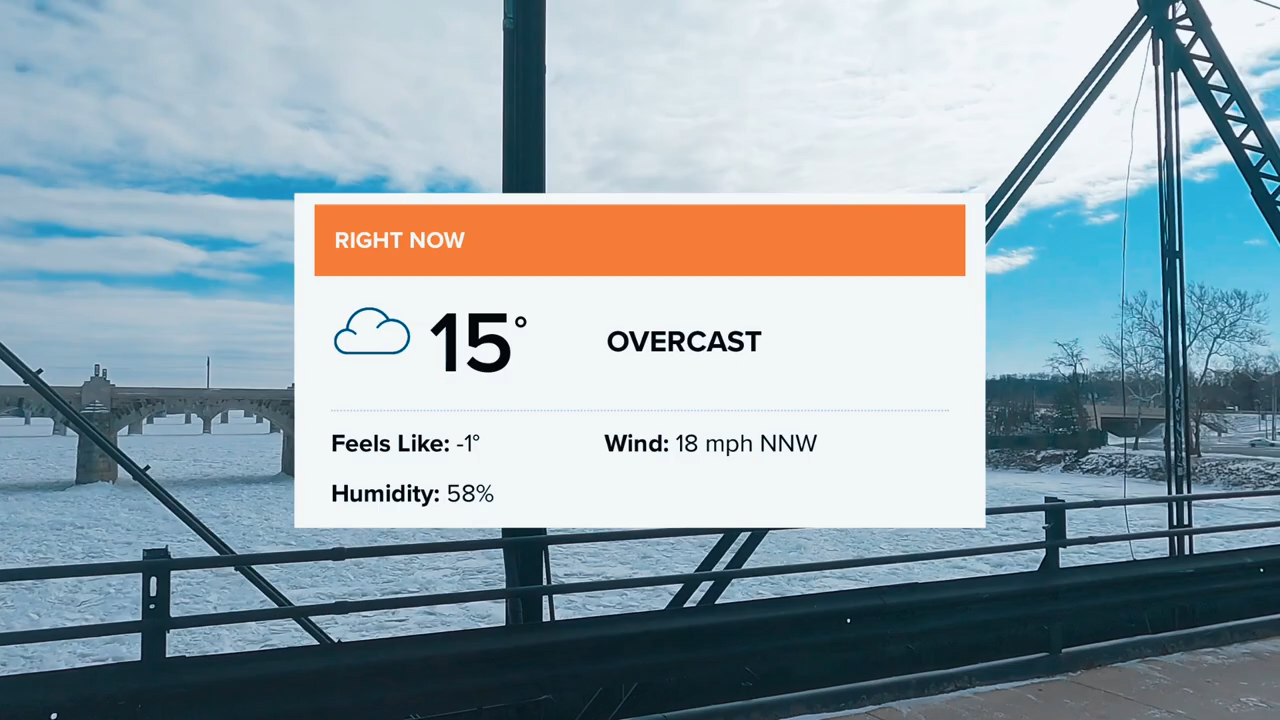 RIGHT NOW
15° OVERCAST
Feels Like: -1° Wind: 18 mph NNW
Humidity: 58%